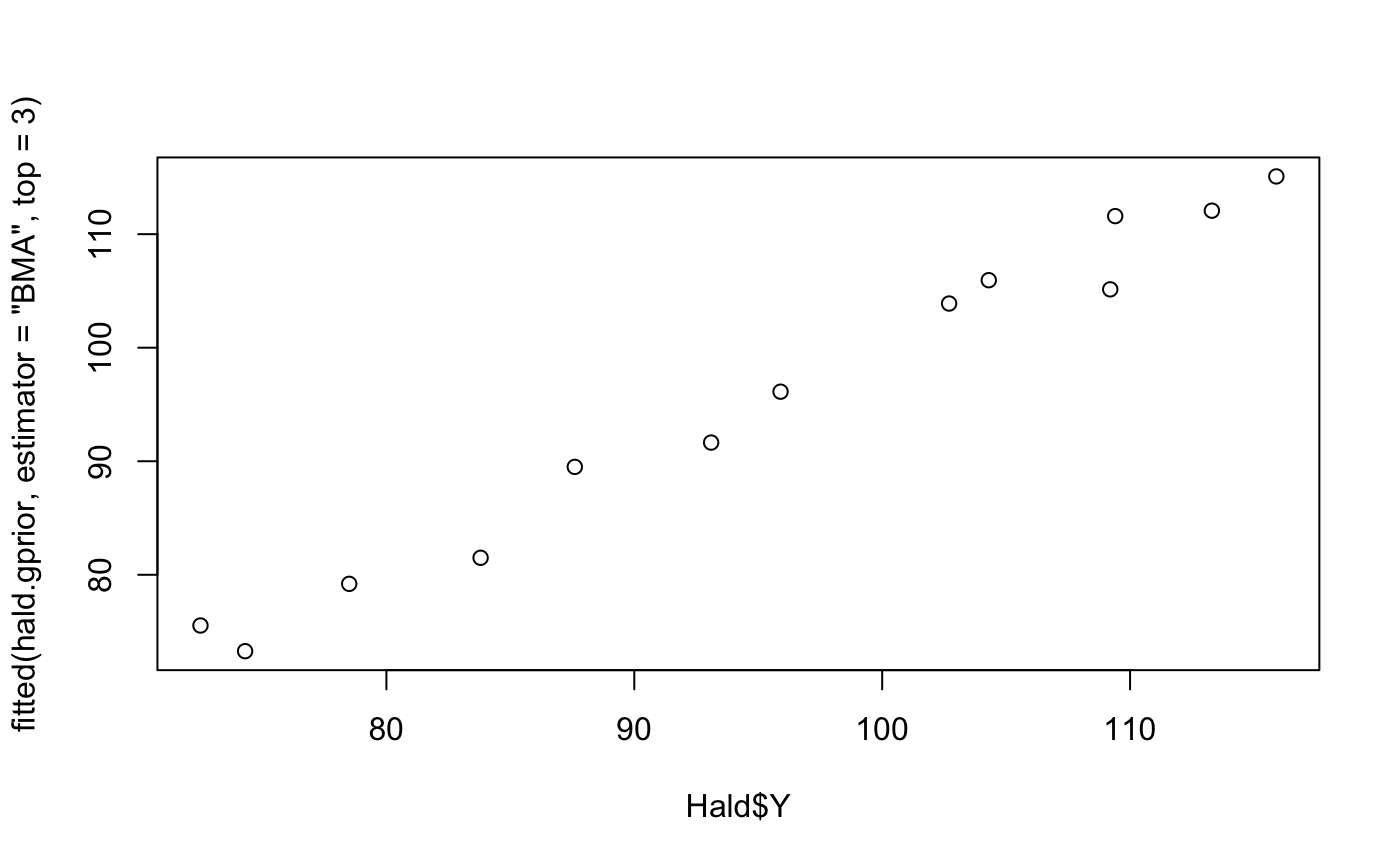 fitted(hald.gprior, estimator = "BMA", top = 3)
110
100
90
80
80 90 100 110
Hald$Y